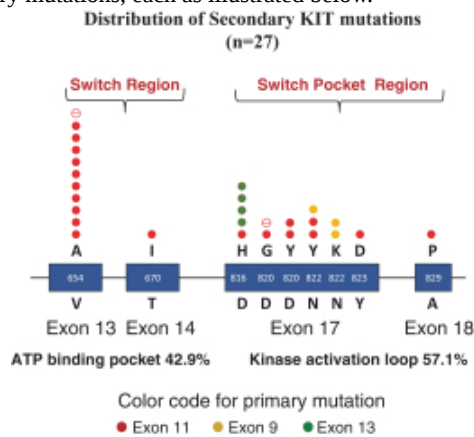 ry mutations, each as illustrated below.
Distribution of Secondary KIT mutations
(n=27)
Switch Region Switch Pocket Region
A I H G Y Y K D P
654 670 816 820 820 822 822 823 829
V T D D D N N Y A
Exon 13 Exon 14 Exon 17 Exon 18
ATP binding pocket 42.9% Kinase activation loop 57.1%
Color code for primary mutation
Exon 11 Exon 9 Exon 13